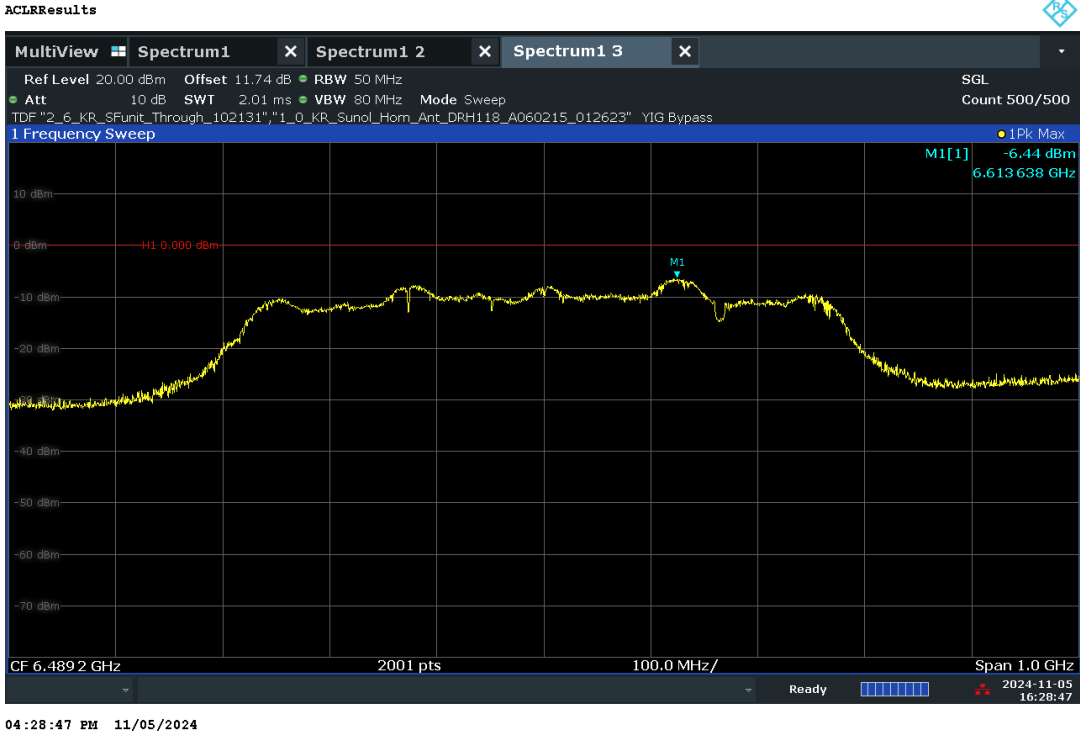 ACLRResults
R&S
MultiView Spectrum1 Spectrum1 2 Spectrum1 3
Ref Level 20.00 dBm Offset 11.74 dB RBW 50 MHz SGL
Att 10 dB SWT 2.01 ms VBW 80 MHz Mode Sweep Count 500/500
TDF "2_6_KR_SFunit_Through_102131","1_0_KR_Sunol_Horn_Ant_DRH118_A060215_012623" YIG Bypass
1 Frequency Sweep 1Pk Max
M1[1] -6.44 dBm
6.613 638 GHz
10 dBm
0 dBm H1 0.000 dBm
M1
-10 dBm
-20 dBm
-30 dBm
-40 dBm
-50 dBm
-60 dBm
-70 dBm
CF 6.489 2 GHz 2001 pts 100.0 MHz/ Span 1.0 GHz
Ready 2024-11-05
16:28:47
04:28:47 PM 11/05/2024